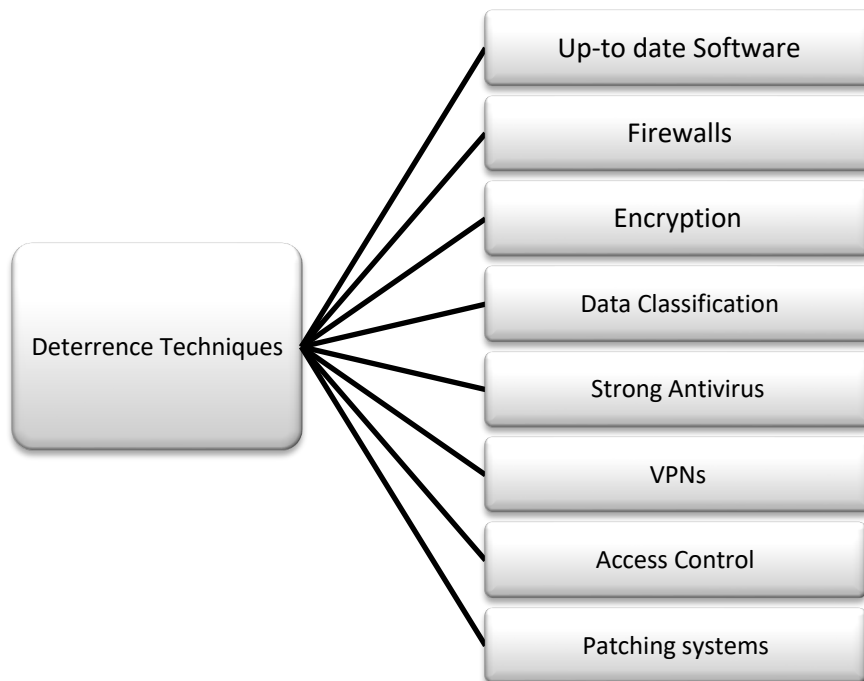 Up-to date Software
Firewalls
Encryption
Data Classification
Deterrence Techniques
Strong Antivirus
VPNs
Access Control
Patching systems